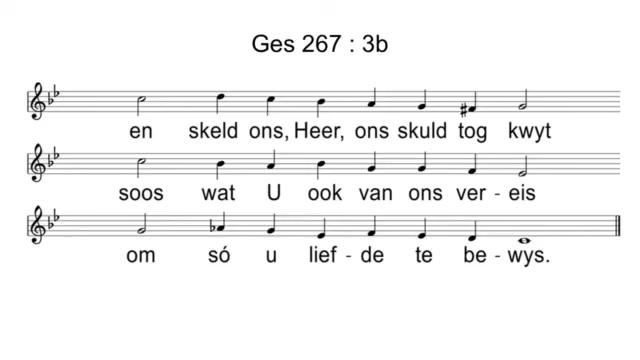 Ges 267 : 3b
en skeld ons, Heer, ons skuld tog kwyt
soos wat U ook van ons ver - eis
om só u lief - de te be - wys.